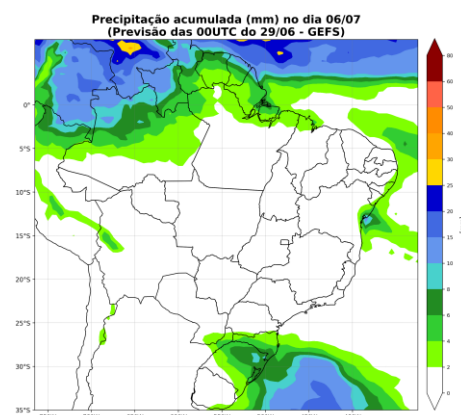 Precipitação acumulada (mm) no dia 06/07
(Previsão das 00UTC do 29/06 - GEFS)
0°
5°S
10°S
15°S
20°S
25°S
30°S
35°S
80
60
50
40
30
25
20
15
10
8
6
4
2
0